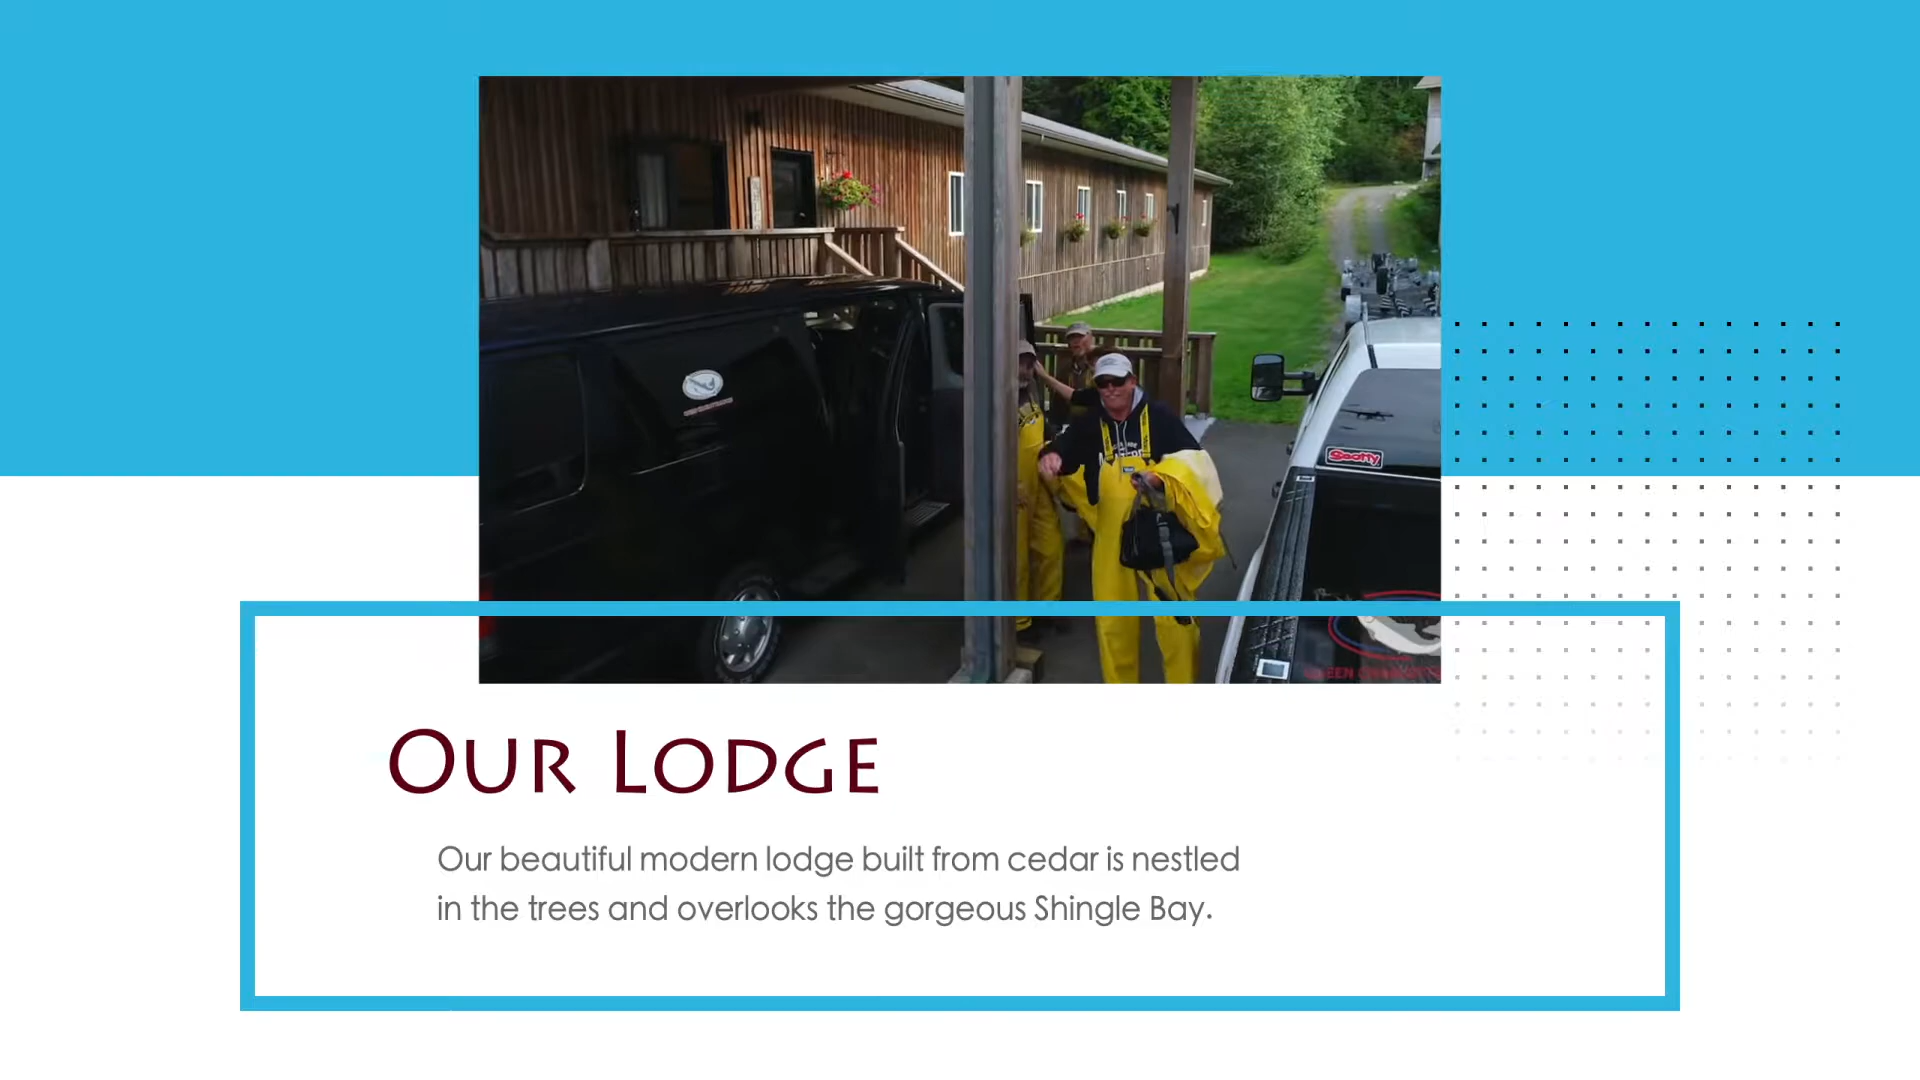 Scotty
Our Lodge
Our beautiful modern lodge built from cedar is nestled
in the trees and overlooks the gorgeous Shingle Bay.